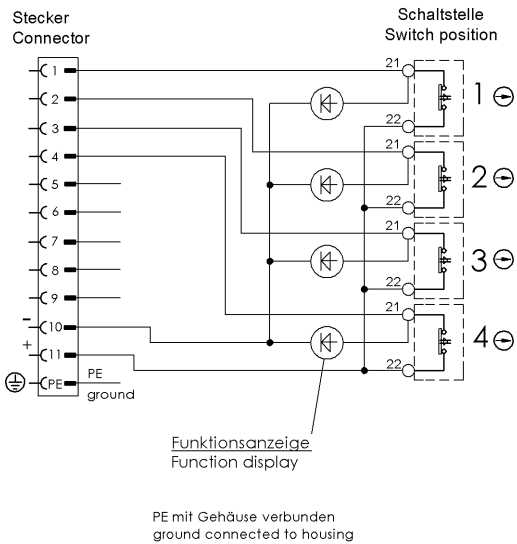 Stecker
Connector
Schaltstelle
Switch position
1
21
1
22
2
21
2
22
3
21
3
22
4
21
4
22
5
6
7
8
9
-
10
+
11
PE
PE
ground
Funktionsanzeige
Function display
PE mit Gehäuse verbunden
ground connected to housing